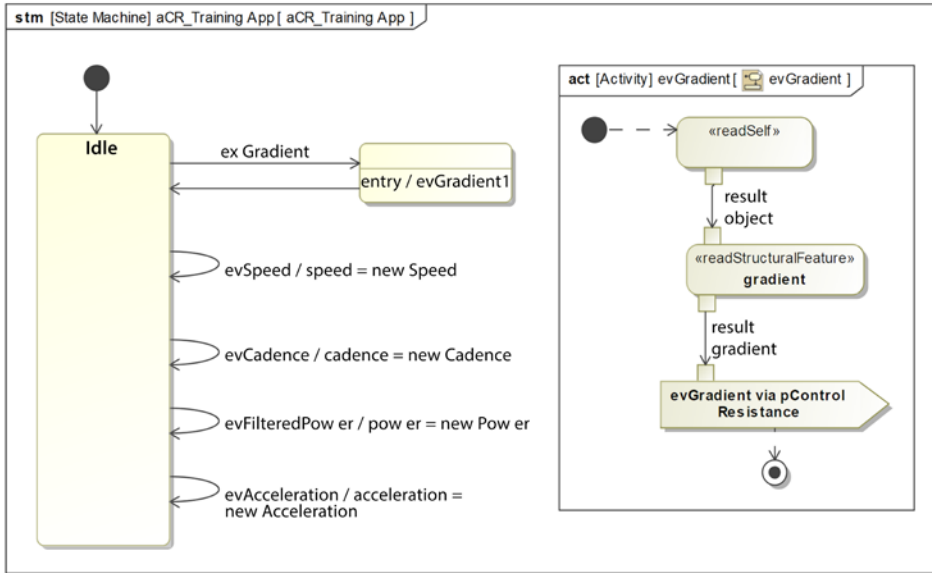 stm [State Machine] aCR_Training App [ aCR_Training App ]
act [Activity] evGradient [ evGradient ]
Idle
ex Gradient
entry / evGradient1
evSpeed / speed = new Speed
evCadence / cadence = new Cadence
evFilteredPow er / pow er = new Pow er
evAcceleration / acceleration =
new Acceleration
«readSelf»
result
object
«readStructuralFeature»
gradient
result
gradient
evGradient via pControl
Resistance